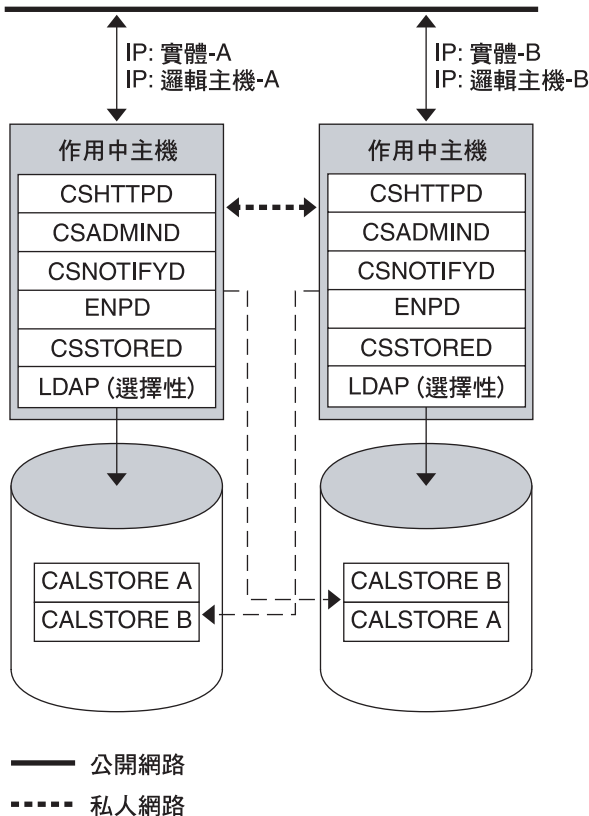 IP: 實體-A
IP: 邏輯主機-A
IP: 實體-B
IP: 邏輯主機-B
作用中主機
CSHTTPD
CSADMIND
CSNOTIFYD
ENPD
CSSTORED
LDAP (選擇性)
作用中主機
CSHTTPD
CSADMIND
CSNOTIFYD
ENPD
CSSTORED
LDAP (選擇性)
CALSTORE A
CALSTORE B
CALSTORE B
CALSTORE A
公開網路
私人網路